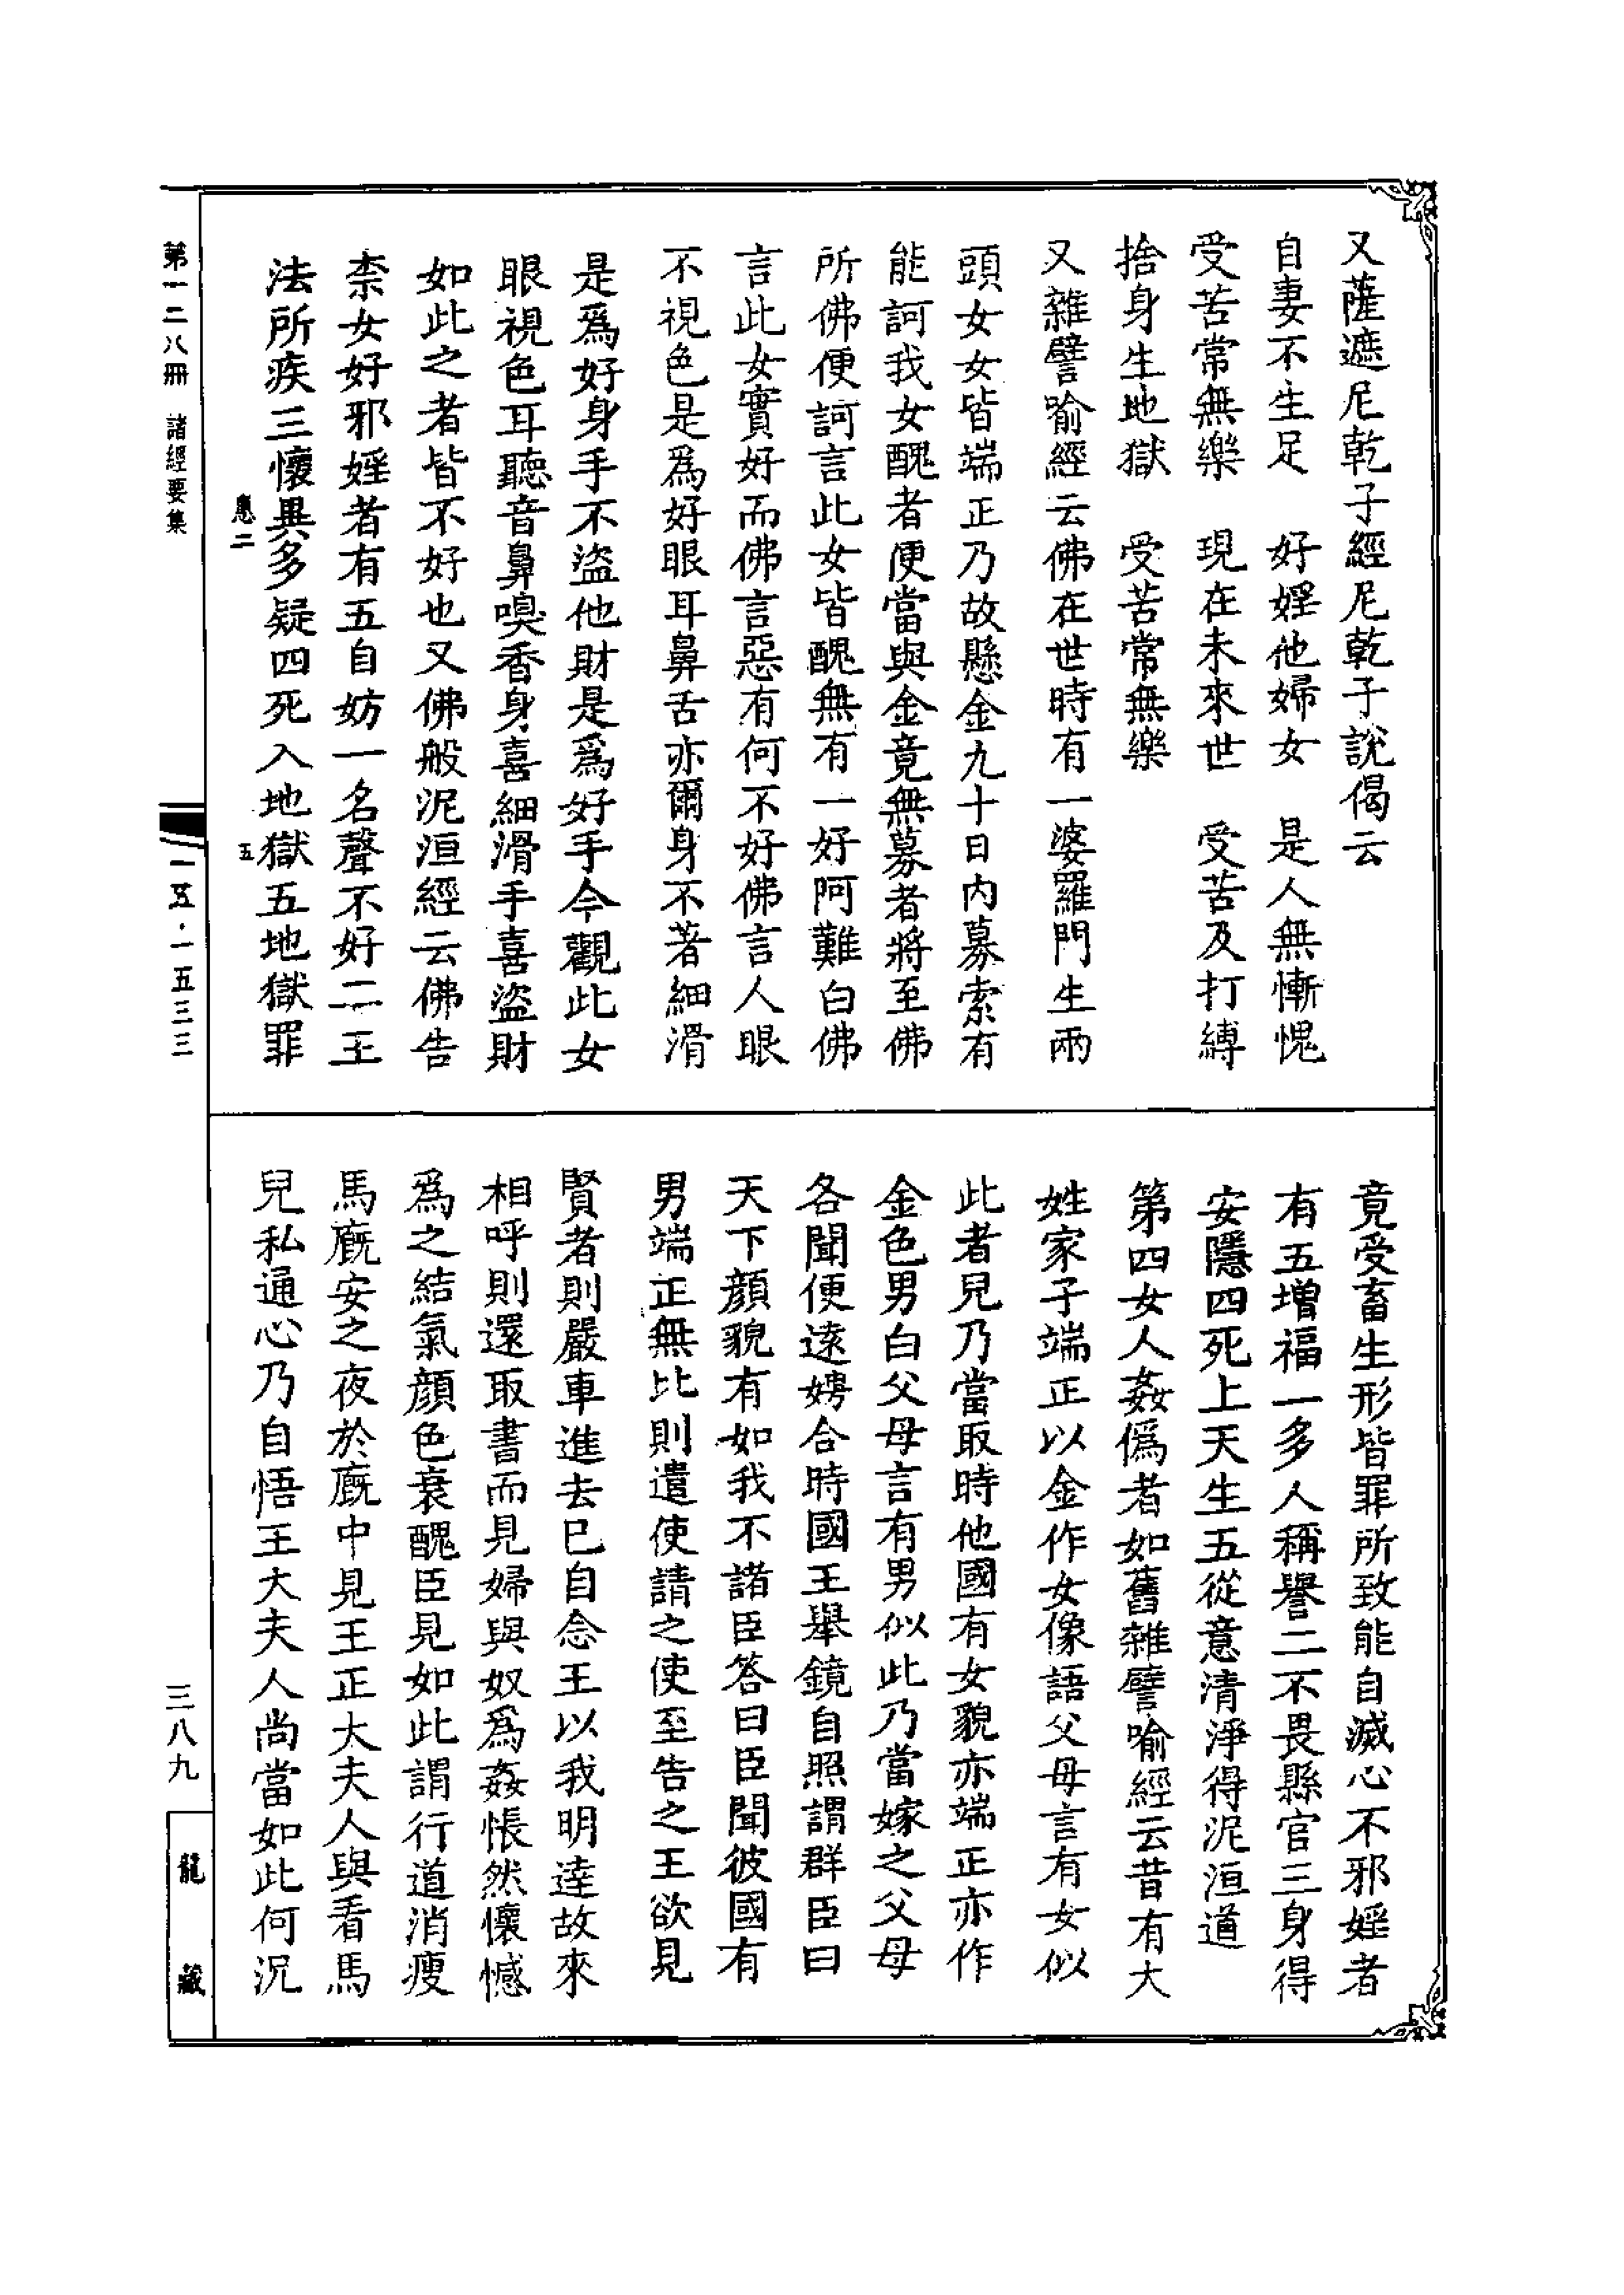 又薩遮尼乾子經尼乾子說偈云
自妻不生足　好婬他婦女　是人無慚愧
受苦常無樂　現在未來世　受苦及打縛
捨身生地獄　受苦常無樂
又雜譬喻經云佛在世時有一婆羅門生兩
頭女女皆端正乃故懸金九十日內募索有
能訶我女醜者便當與金竟無募者將至佛
所佛便訶言此女皆醜無有一好阿難白佛
言此女實好而佛言惡有何不好佛言人眼
不視色是爲好眼耳鼻舌亦爾身不著細滑
是爲好身手不盜他財是爲好手今觀此女
眼視色耳聽音鼻嗅香身喜細滑手喜盜財
如此之者皆不好也又佛般泥洹經云佛告
柰女好邪婬者有五自妨一名聲不好二王
法所疾三懷異多疑四死入地獄五地獄罪
竟受畜生形皆罪所致能自滅心不邪婬者
有五增福一多人稱譽二不畏縣官三身得
安隱四死上天生五從意清淨得泥洹道
第四女人姦僞者如舊雜譬喻經云昔有大
姓家子端正以金作女像語父母言有女似
此者兒乃當取時他國有女貌亦端正亦作
金色男白父母言有男似此乃當嫁之父母
各聞便遠娉合時國王舉鏡自照謂群臣曰
天下顏貌有如我不諸臣答曰臣聞彼國有
男端正無比則遣使請之使至告之王欲見
賢者則嚴車進去已自念王以我明達故來
相呼則還取書而見婦與奴爲姦悵然懷憾
爲之結氣顏色衰醜臣見如此謂行道消瘦
馬廐安之夜於廐中見王正大夫人與看馬
兒私通心乃自悟王大夫人尚當如此何況
惠二
五
第一二八冊　諸經要集
一五·一五三三
三八九
龍藏